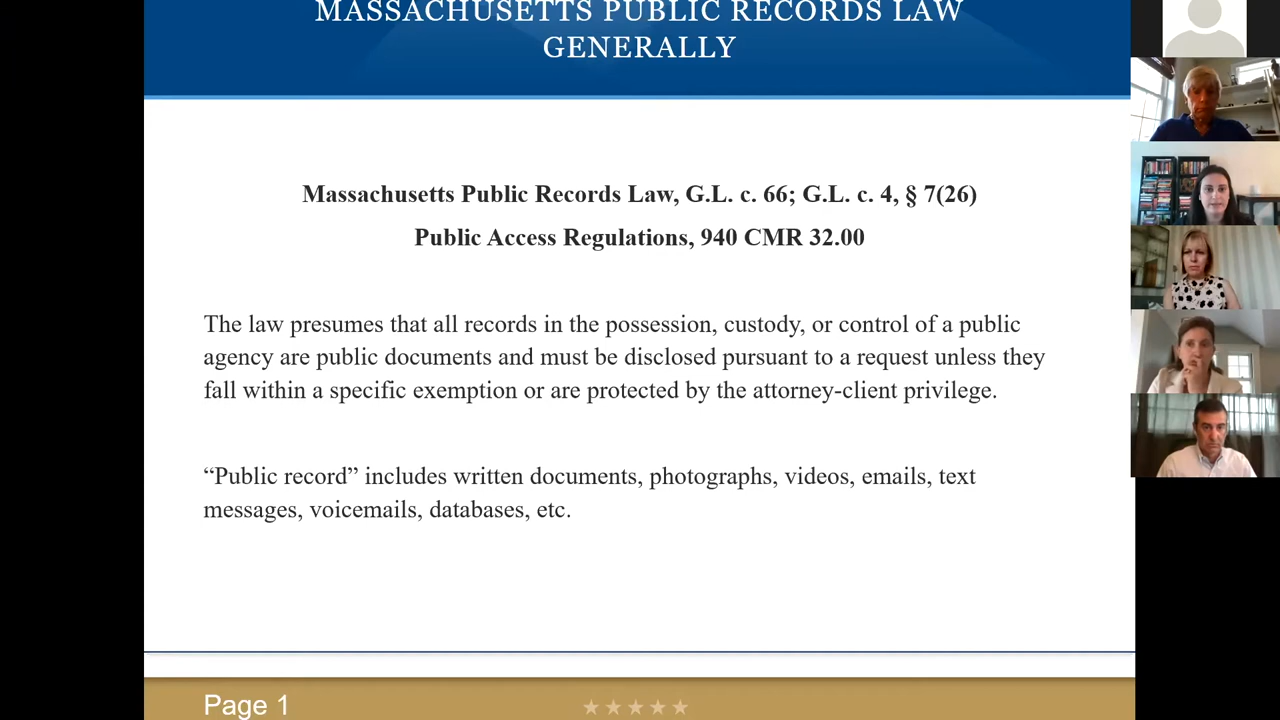 MASSACHUSETTS PUBLIC RECORDS LAW
GENERALLY
Massachusetts Public Records Law, G.L. c. 66; G.L. c. 4, § 7(26)
Public Access Regulations, 940 CMR 32.00
The law presumes that all records in the possession, custody, or control of a public
agency are public documents and must be disclosed pursuant to a request unless they
fall within a specific exemption or are protected by the attorney-client privilege.
“Public record” includes written documents, photographs, videos, emails, text
messages, voicemails, databases, etc.
Page 1